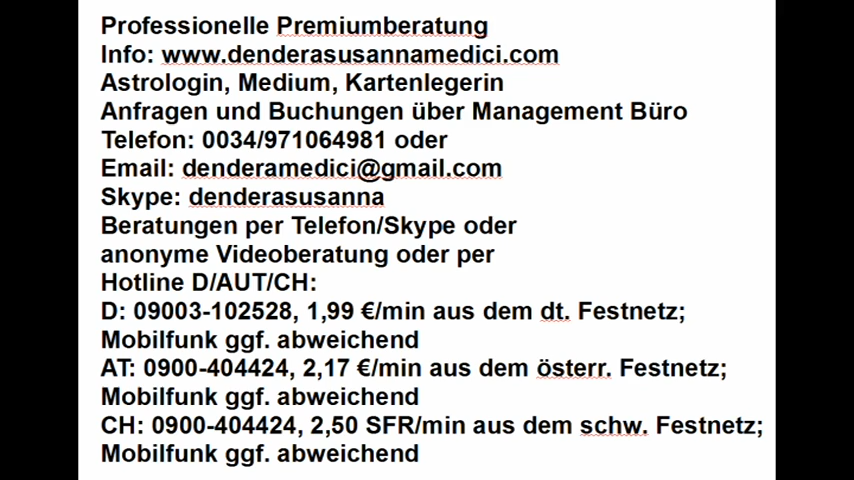 Professionelle Premiumberatung
Info: www.denderasusannamedici.com
Astrologin, Medium, Kartenlegerin
Anfragen und Buchungen über Management Büro
Telefon: 0034/971064981 oder
Email: denderamedici@gmail.com
Skype: denderasusanna
Beratungen per Telefon/Skype oder
anonyme Videoberatung oder per
Hotline D/AUT/CH:
D: 09003-102528, 1,99 €/min aus dem dt. Festnetz;
Mobilfunk ggf. abweichend
AT: 0900-404424, 2,17 €/min aus dem österr. Festnetz;
Mobilfunk ggf. abweichend
CH: 0900-404424, 2,50 SFR/min aus dem schw. Festnetz;
Mobilfunk ggf. abweichend